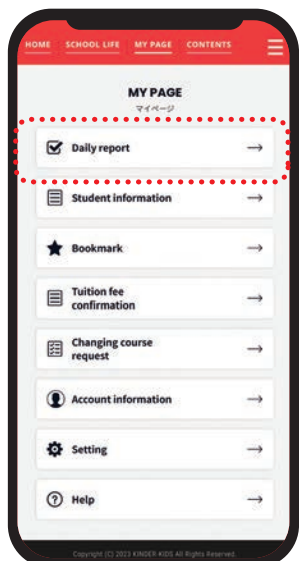 HOME SCHOOL LIFE MY PAGE CONTENTS
MY PAGE
マイページ
Daily report
Student information
Bookmark
Tuition fee
confirmation
Changing course
request
Account information
Setting
Help
Copyright (C) 2023 KINDER KIDS All Rights Reserved.